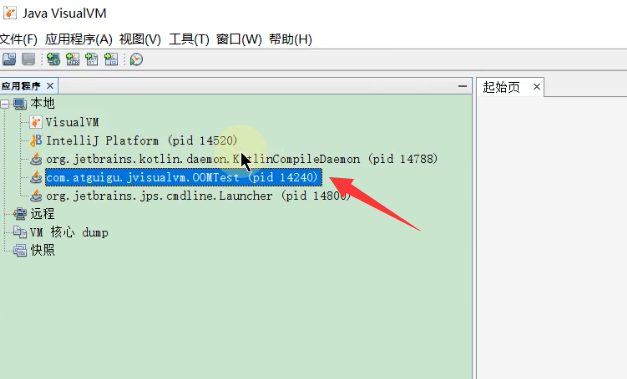 Java VisualVM
文件(F) 应用程序(A) 视图(V) 工具(T) 窗口(W) 帮助(H)
应用程序 ×
起始页 ×
本地
VisualVM
IntelliJ Platform (pid 14520)
org.jetbrains.kotlin.daemon.KotlinCompileDaemon (pid 14788)
com.atguigu.jvisualvm.OOMTest (pid 14240)
org.jetbrains.jps.cmdline.Launcher (pid 14800)
远程
VM 核心 dump
快照